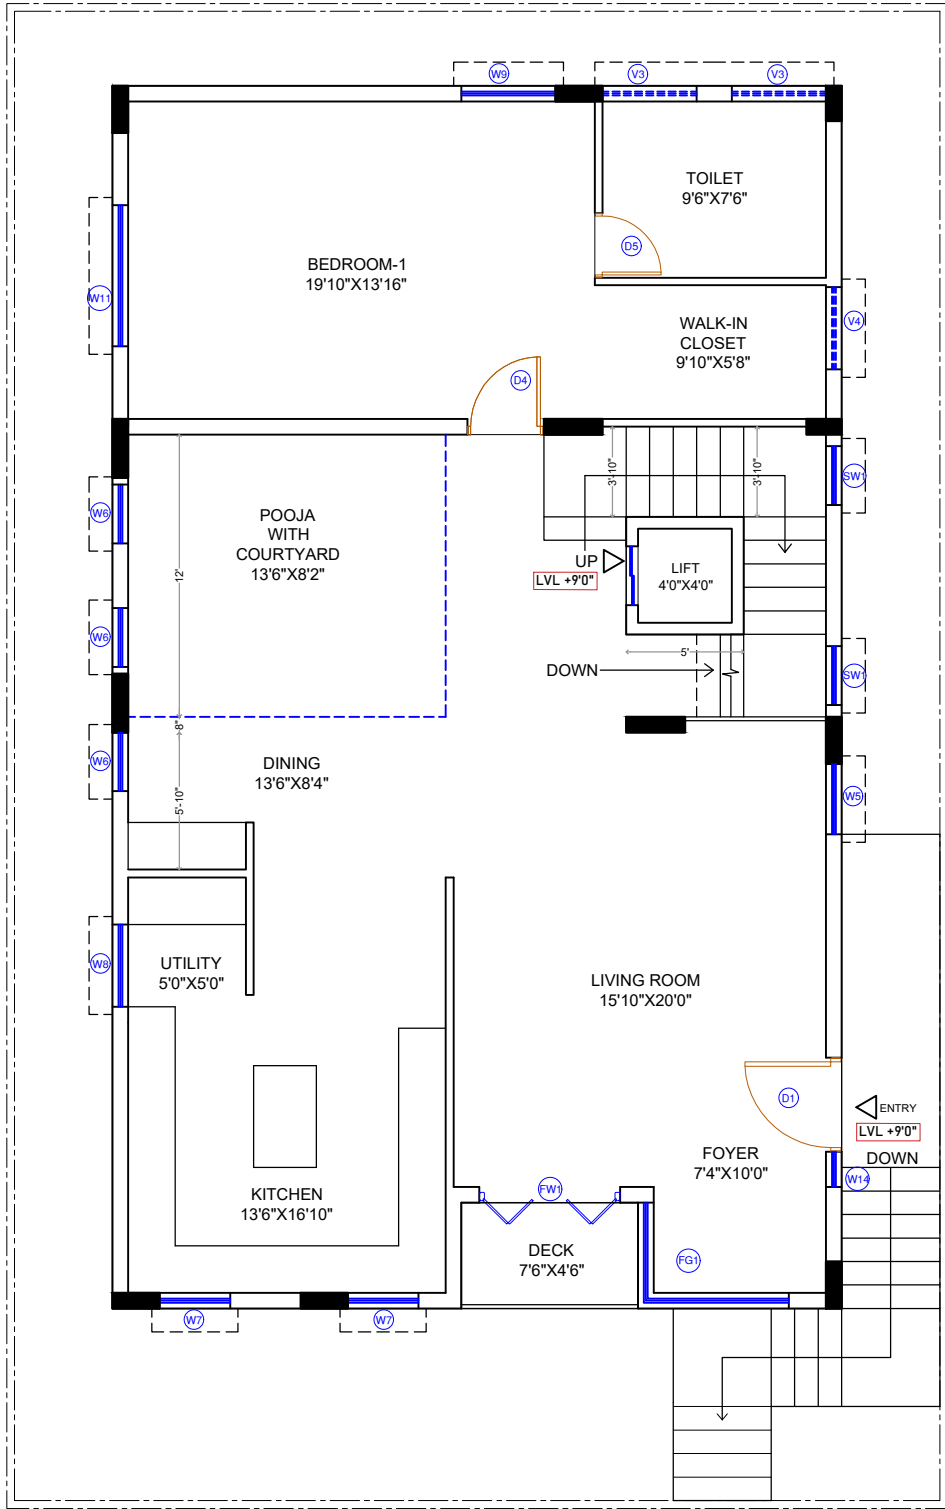 W9
V3
V3
TOILET
9'6"X7'6"
D5
BEDROOM-1
19'10"X13'16"
W11
WALK-IN
CLOSET
9'10"X5'8"
V4
D4
3'-10"
3'-10"
SW1
W6
POOJA
WITH
COURTYARD
13'6"X8'2"
12'
UP
LVL +9'0"
LIFT
4'0"X4'0"
W6
5'
DOWN
SW1
8"
W6
DINING
13'6"X8'4"
5'-10"
W5
W8
UTILITY
5'0"X5'0"
LIVING ROOM
15'10"X20'0"
D1
ENTRY
LVL +9'0"
DOWN
FOYER
7'4"X10'0"
W14
KITCHEN
13'6"X16'10"
FW1
DECK
7'6"X4'6"
FG1
W7
W7